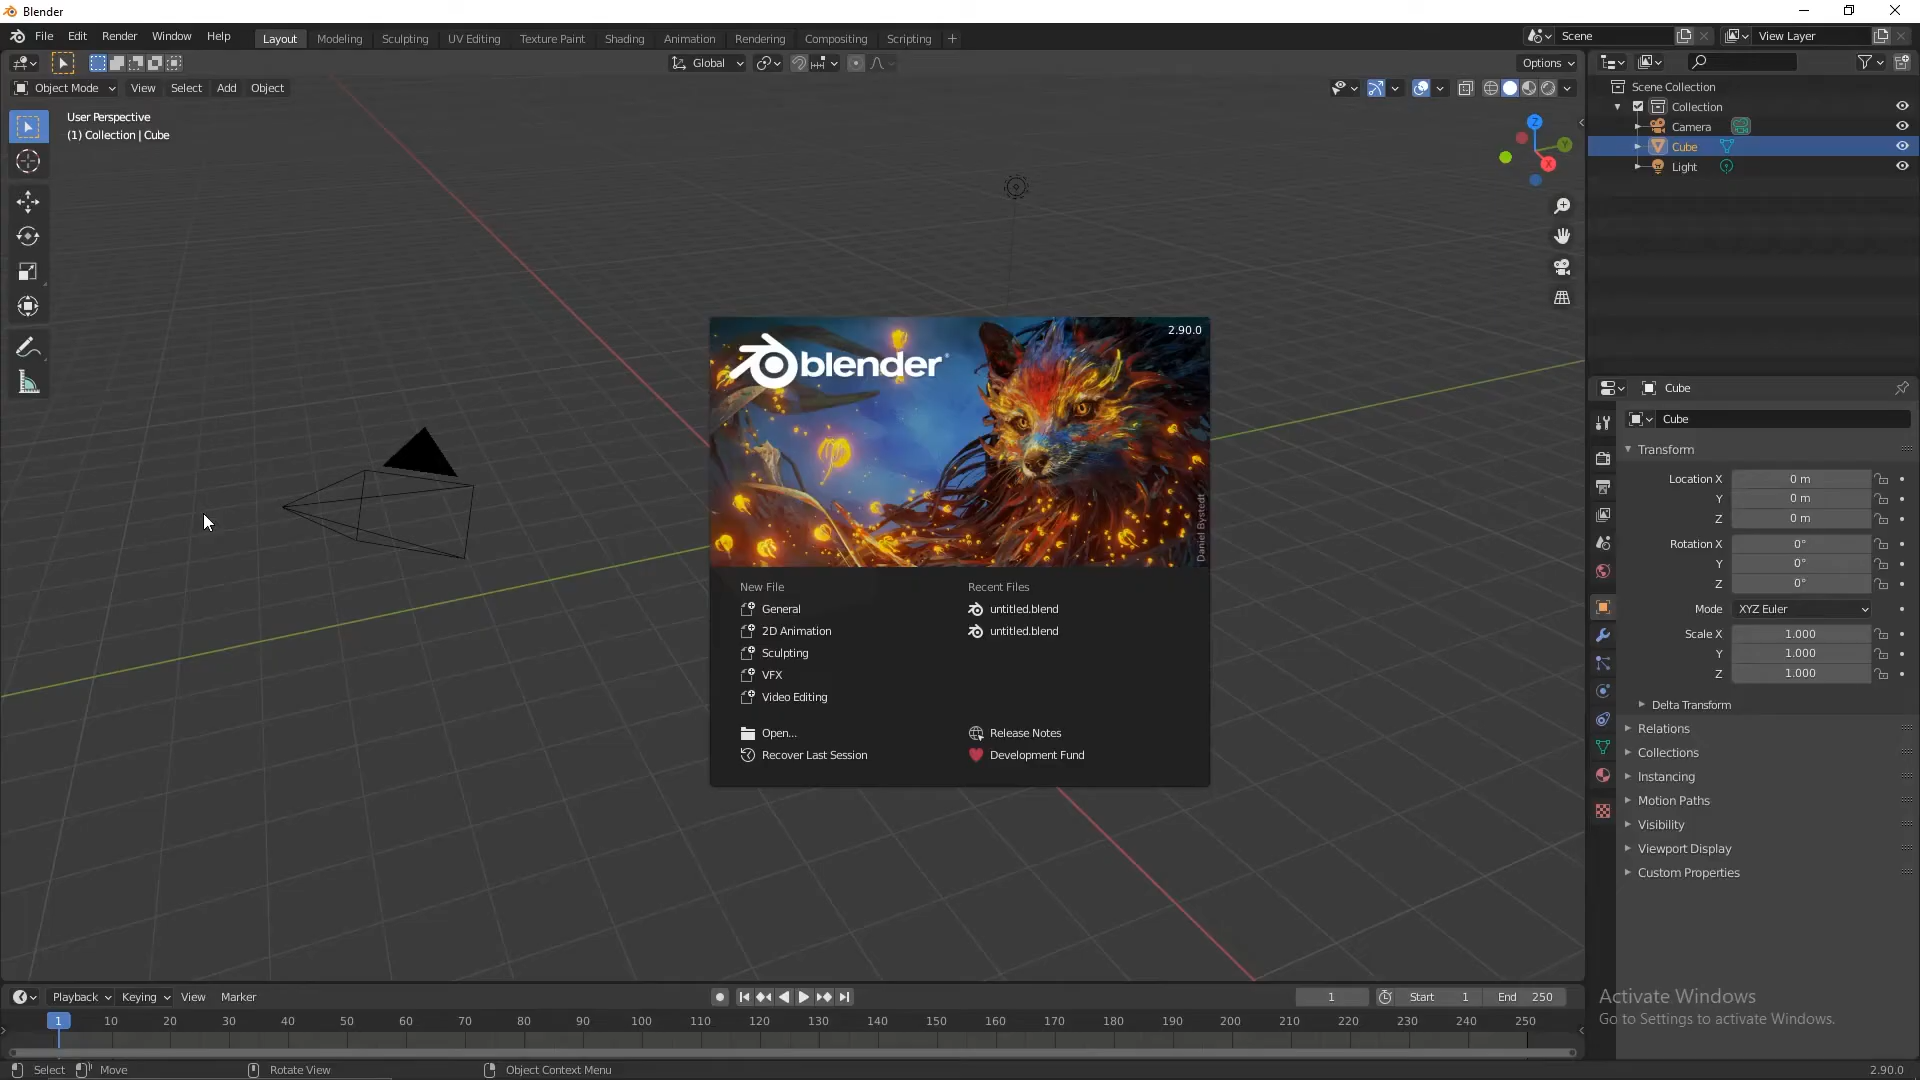 Blender
File Edit Render Window Help Layout Modeling Sculpting UV Editing Texture Paint Shading Animation Rendering Compositing Scripting + Scene View Layer
Global Options
Object Mode View Select Add Object
User Perspective
(1) Collection | Cube
Z
Y
X
Scene Collection
Collection
Camera
Cube
Light
2.90.0
blender
Daniel Bystedt
New File
General
2D Animation
Sculpting
VFX
Video Editing
Open...
Recover Last Session
Recent Files
untitled.blend
untitled.blend
Release Notes
Development Fund
Cube
Cube
Transform
Location X 0 m
Y 0 m
Z 0 m
Rotation X 0°
Y 0°
Z 0°
Mode XYZ Euler
Scale X 1.000
Y 1.000
Z 1.000
Delta Transform
Relations
Collections
Instancing
Motion Paths
Visibility
Viewport Display
Custom Properties
Activate Windows
Go to Settings to activate Windows.
Playback Keying View Marker 1 Start 1 End 250
1 10 20 30 40 50 60 70 80 90 100 110 120 130 140 150 160 170 180 190 200 210 220 230 240 250
Select Move Rotate View Object Context Menu 2.90.0